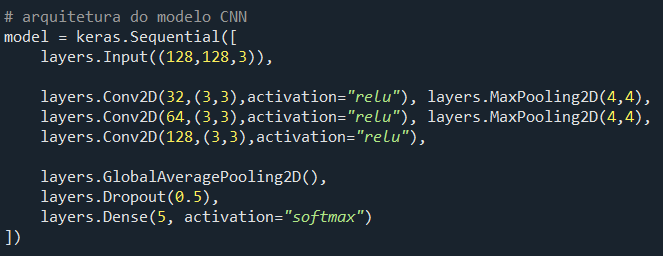 # arquitetura do modelo CNN
model = keras.Sequential([
    layers.Input((128,128,3)),

    layers.Conv2D(32,(3,3),activation="relu"), layers.MaxPooling2D(4,4),
    layers.Conv2D(64,(3,3),activation="relu"), layers.MaxPooling2D(4,4),
    layers.Conv2D(128,(3,3),activation="relu"),

    layers.GlobalAveragePooling2D(),
    layers.Dropout(0.5),
    layers.Dense(5, activation="softmax")
])